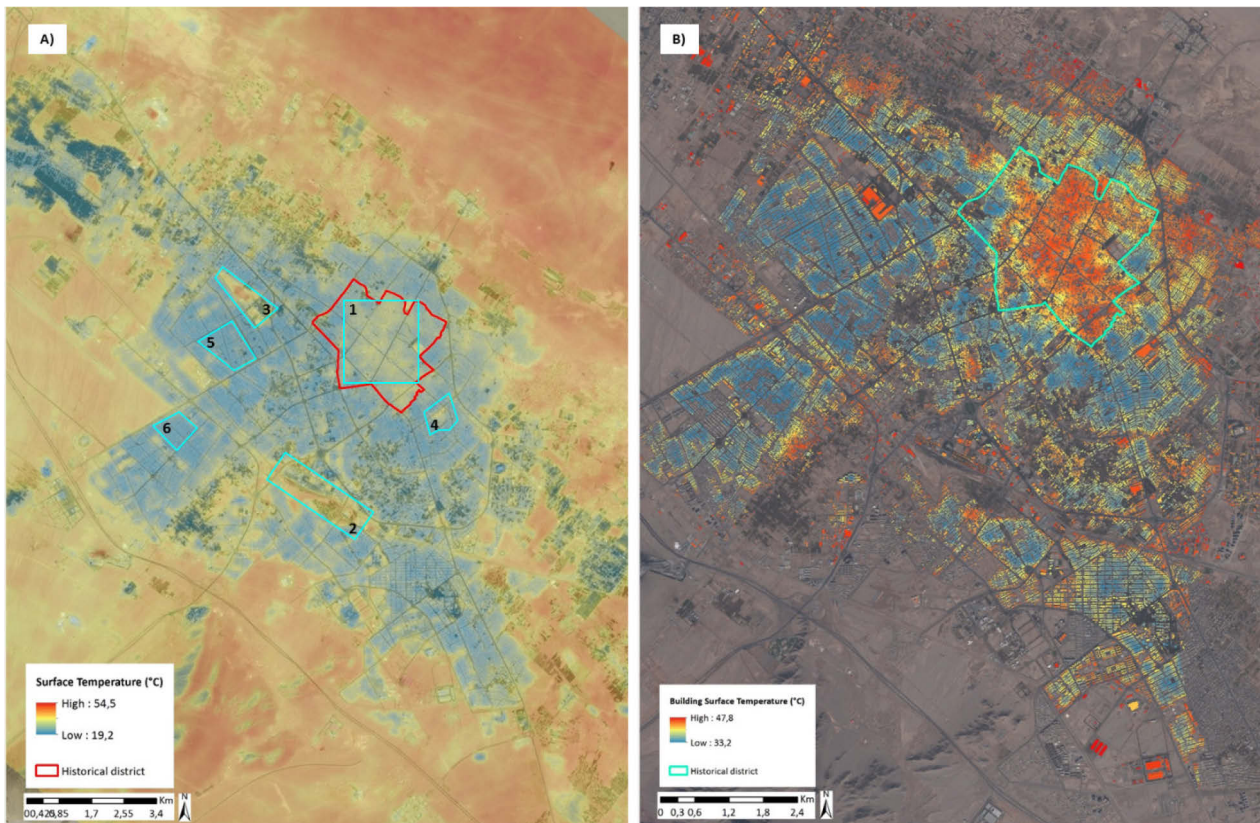 A)
1
3
5
4
6
2
Surface Temperature (°C)
High : 54,5
Low : 19,2
Historical district
Km
00,4250,85 1,7 2,55 3,4
N
B)
Building Surface Temperature (°C)
High : 47,8
Low : 33,2
Historical district
Km
0 0,3 0,6 1,2 1,8 2,4
N